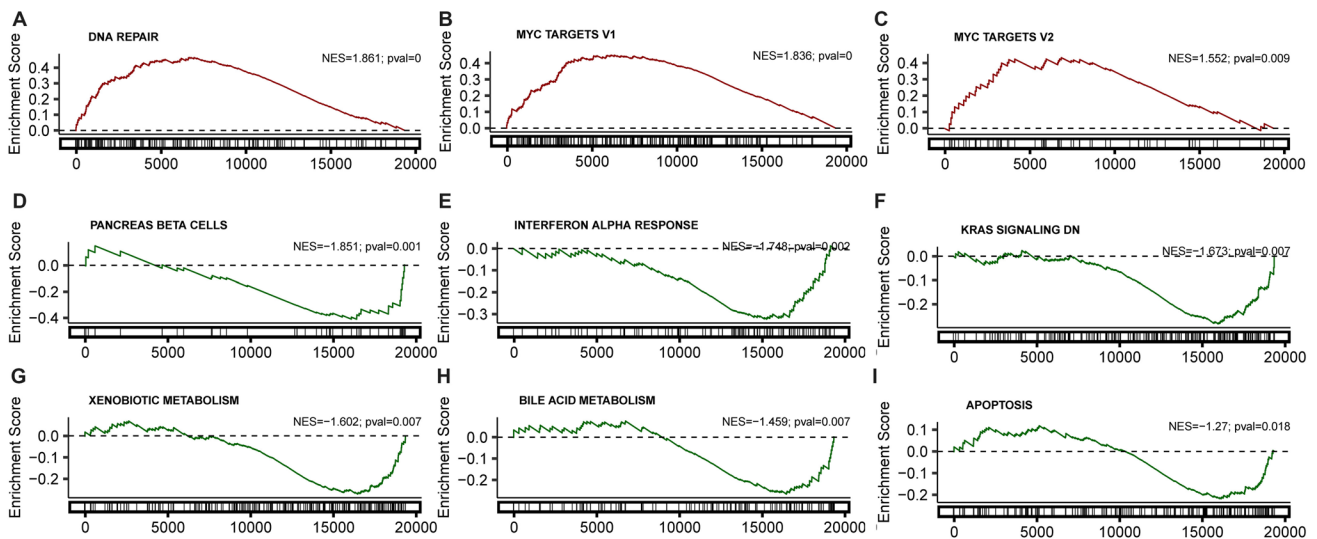 A
DNA REPAIR
NES=1.861; pval=0
Enrichment Score
0.4
0.3
0.2
0.1
0.0
0 5000 10000 15000 20000
B
MYC TARGETS V1
NES=1.836; pval=0
Enrichment Score
0.4
0.3
0.2
0.1
0.0
0 5000 10000 15000 20000
C
MYC TARGETS V2
NES=1.552; pval=0.009
Enrichment Score
0.4
0.3
0.2
0.1
0.0
0 5000 10000 15000 20000
D
PANCREAS BETA CELLS
NES=−1.851; pval=0.001
Enrichment Score
0.0
−0.2
−0.4
0 5000 10000 15000 20000
E
INTERFERON ALPHA RESPONSE
NES=−1.748; pval=0.002
Enrichment Score
0.0
−0.1
−0.2
−0.3
0 5000 10000 15000 20000
F
KRAS SIGNALING DN
NES=−1.673; pval=0.007
Enrichment Score
0.0
−0.1
−0.2
0 5000 10000 15000 20000
G
XENOBIOTIC METABOLISM
NES=−1.602; pval=0.007
Enrichment Score
0.0
−0.1
−0.2
0 5000 10000 15000 20000
H
BILE ACID METABOLISM
NES=−1.459; pval=0.007
Enrichment Score
0.0
−0.1
−0.2
0 5000 10000 15000 20000
I
APOPTOSIS
NES=−1.27; pval=0.018
Enrichment Score
0.1
0.0
−0.1
−0.2
0 5000 10000 15000 20000